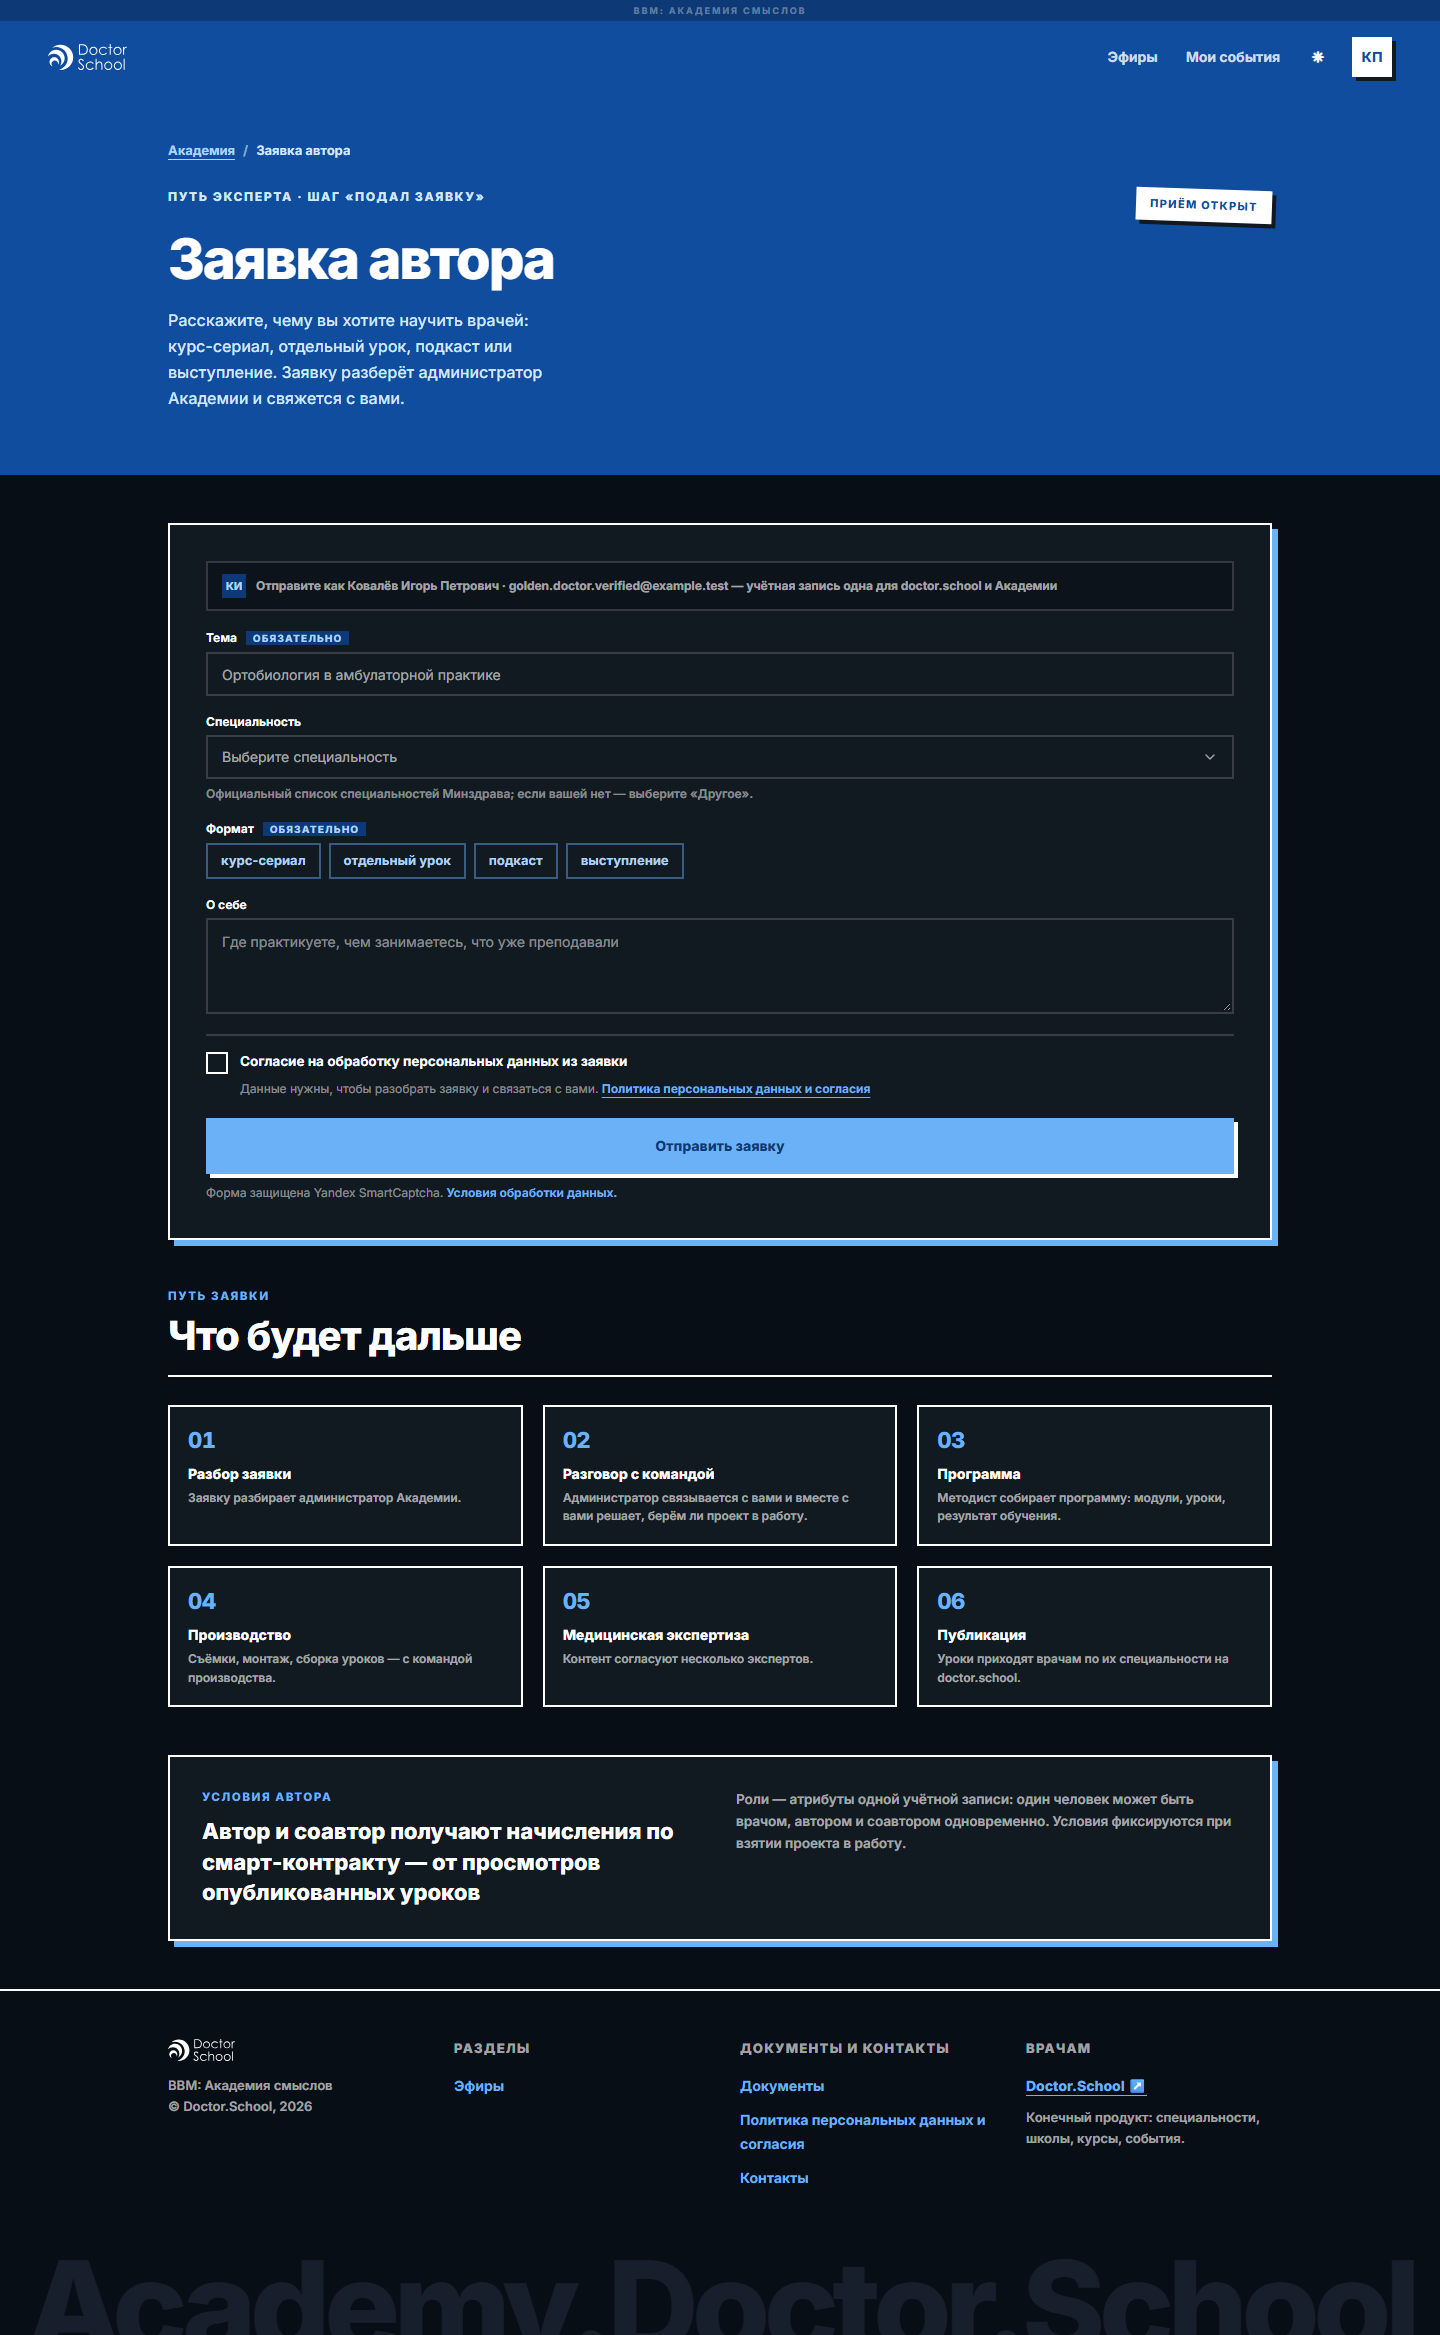 ВВМ: АКАДЕМИЯ СМЫСЛОВ
Doctor
School
Эфиры
Мои события
КП
Академия / Заявка автора
ПУТЬ ЭКСПЕРТА · ШАГ «ПОДАЛ ЗАЯВКУ»
ПРИЁМ ОТКРЫТ
Заявка автора
Расскажите, чему вы хотите научить врачей:
курс-сериал, отдельный урок, подкаст или
выступление. Заявку разберёт администратор
Академии и свяжется с вами.
КИ Отправите как Ковалёв Игорь Петрович · golden.doctor.verified@example.test — учётная запись одна для doctor.school и Академии
Тема ОБЯЗАТЕЛЬНО
Ортобиология в амбулаторной практике
Специальность
Выберите специальность
Официальный список специальностей Минздрава; если вашей нет — выберите «Другое».
Формат ОБЯЗАТЕЛЬНО
курс-сериал
отдельный урок
подкаст
выступление
О себе
Где практикуете, чем занимаетесь, что уже преподавали
Согласие на обработку персональных данных из заявки
Данные нужны, чтобы разобрать заявку и связаться с вами. Политика персональных данных и согласия
Отправить заявку
Форма защищена Yandex SmartCaptcha. Условия обработки данных.
ПУТЬ ЗАЯВКИ
Что будет дальше
01
Разбор заявки
Заявку разбирает администратор Академии.
02
Разговор с командой
Администратор связывается с вами и вместе с
вами решает, берём ли проект в работу.
03
Программа
Методист собирает программу: модули, уроки,
результат обучения.
04
Производство
Съёмки, монтаж, сборка уроков — с командой
производства.
05
Медицинская экспертиза
Контент согласуют несколько экспертов.
06
Публикация
Уроки приходят врачам по их специальности на
doctor.school.
УСЛОВИЯ АВТОРА
Автор и соавтор получают начисления по
смарт-контракту — от просмотров
опубликованных уроков
Роли — атрибуты одной учётной записи: один человек может быть
врачом, автором и соавтором одновременно. Условия фиксируются при
взятии проекта в работу.
Doctor
School
ВВМ: Академия смыслов
© Doctor.School, 2026
РАЗДЕЛЫ
Эфиры
ДОКУМЕНТЫ И КОНТАКТЫ
Документы
Политика персональных данных и
согласия
Контакты
ВРАЧАМ
Doctor.School
Конечный продукт: специальности,
школы, курсы, события.
Academy.Doctor.School